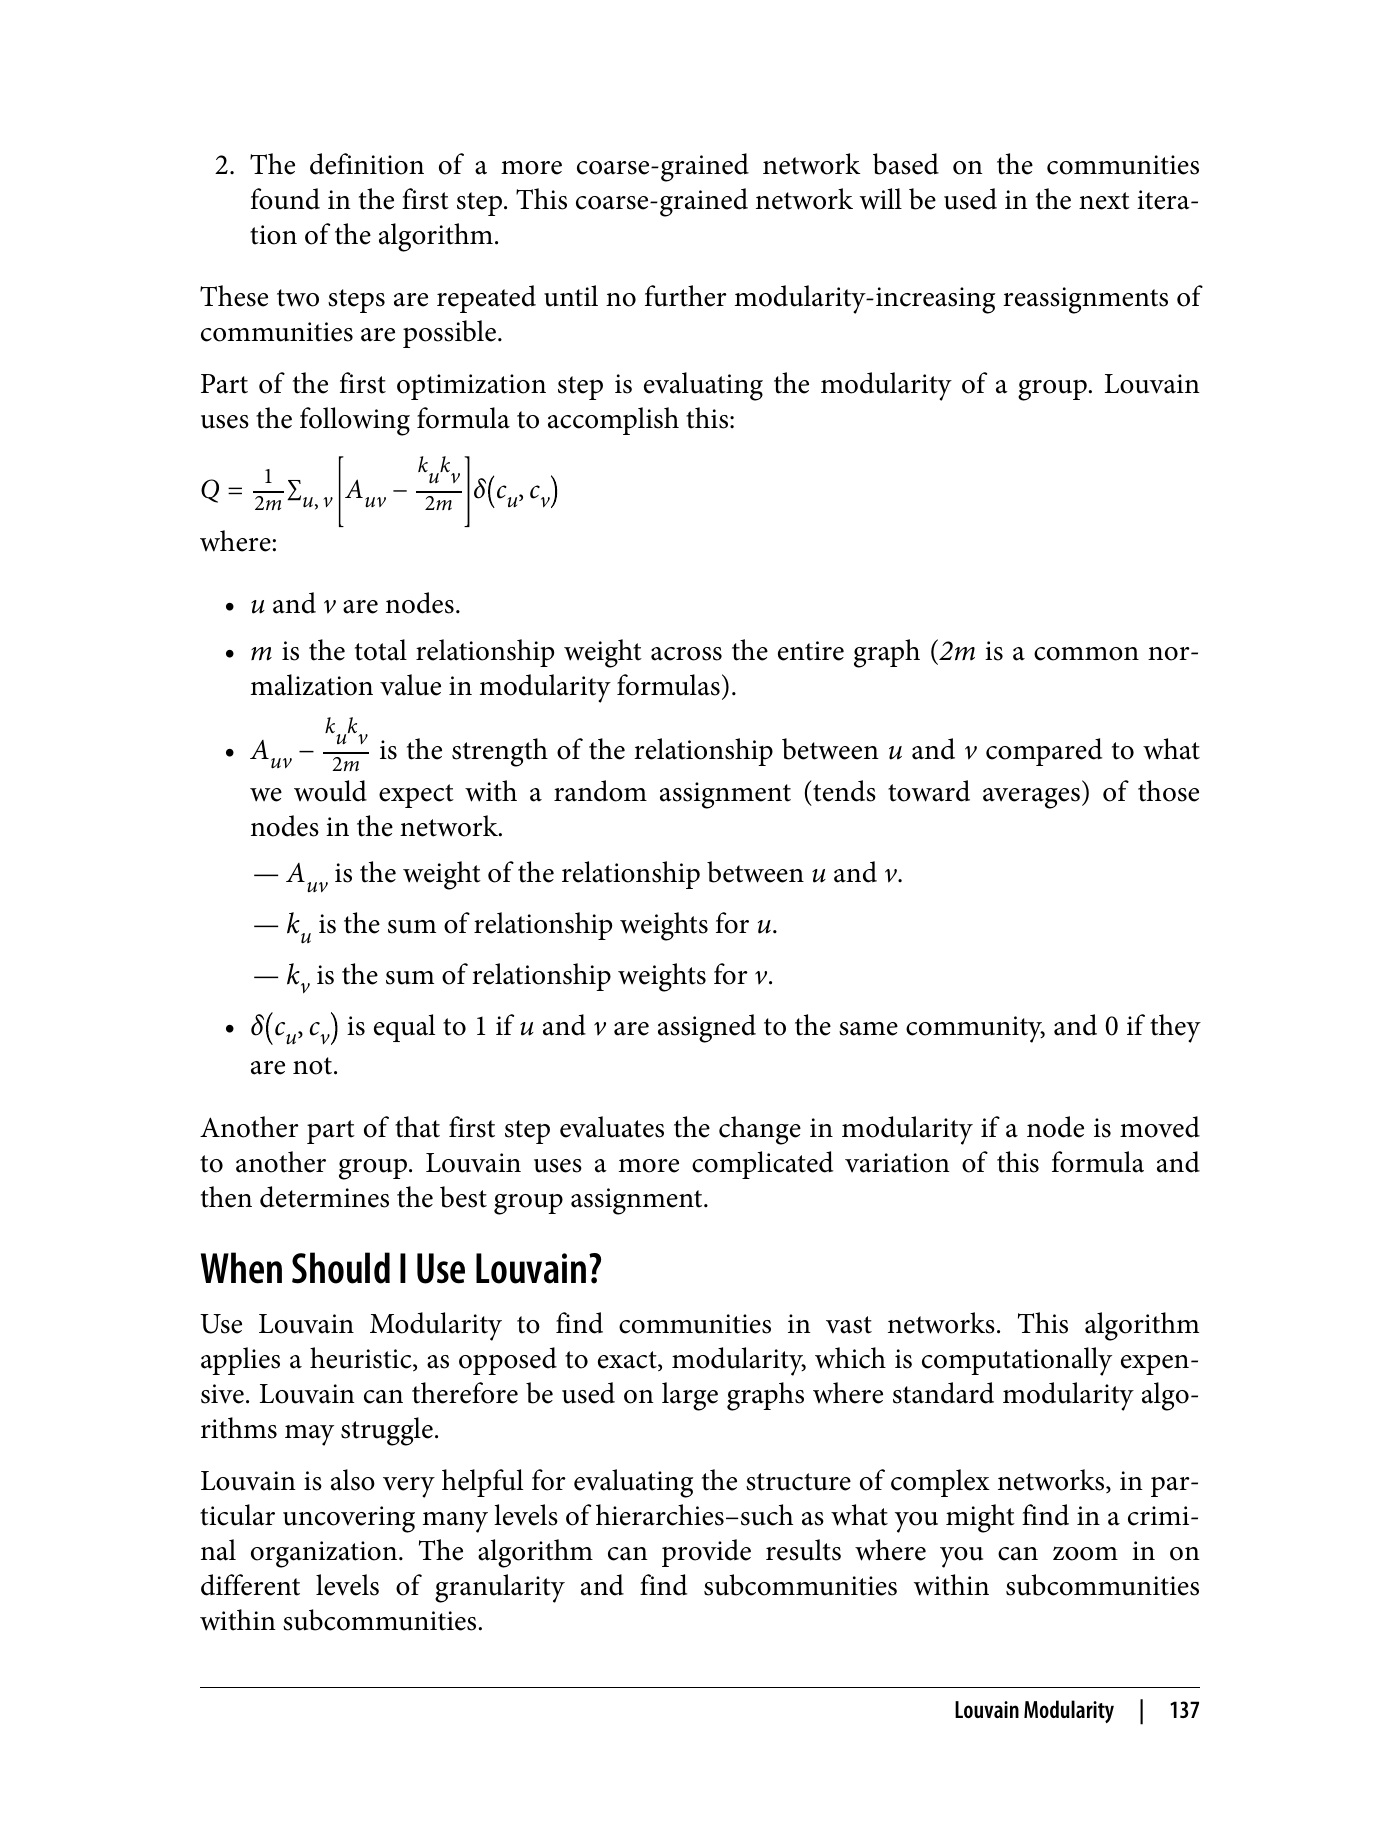 2. The definition of a more coarse-grained network based on the communities
found in the first step. This coarse-grained network will be used in the next itera-
tion of the algorithm.
These two steps are repeated until no further modularity-increasing reassignments of
communities are possible.
Part of the first optimization step is evaluating the modularity of a group. Louvain
uses the following formula to accomplish this:
Q = 1/2m Σ_{u, v} [A_{uv} − k_u k_v / 2m] δ(c_u, c_v)
where:
• u and v are nodes.
• m is the total relationship weight across the entire graph (2m is a common nor-
malization value in modularity formulas).
• A_{uv} − k_u k_v / 2m is the strength of the relationship between u and v compared to what
we would expect with a random assignment (tends toward averages) of those
nodes in the network.
— A_{uv} is the weight of the relationship between u and v.
— k_u is the sum of relationship weights for u.
— k_v is the sum of relationship weights for v.
• δ(c_u, c_v) is equal to 1 if u and v are assigned to the same community, and 0 if they
are not.
Another part of that first step evaluates the change in modularity if a node is moved
to another group. Louvain uses a more complicated variation of this formula and
then determines the best group assignment.
When Should I Use Louvain?
Use Louvain Modularity to find communities in vast networks. This algorithm
applies a heuristic, as opposed to exact, modularity, which is computationally expen-
sive. Louvain can therefore be used on large graphs where standard modularity algo-
rithms may struggle.
Louvain is also very helpful for evaluating the structure of complex networks, in par-
ticular uncovering many levels of hierarchies–such as what you might find in a crimi-
nal organization. The algorithm can provide results where you can zoom in on
different levels of granularity and find subcommunities within subcommunities
within subcommunities.
Louvain Modularity | 137